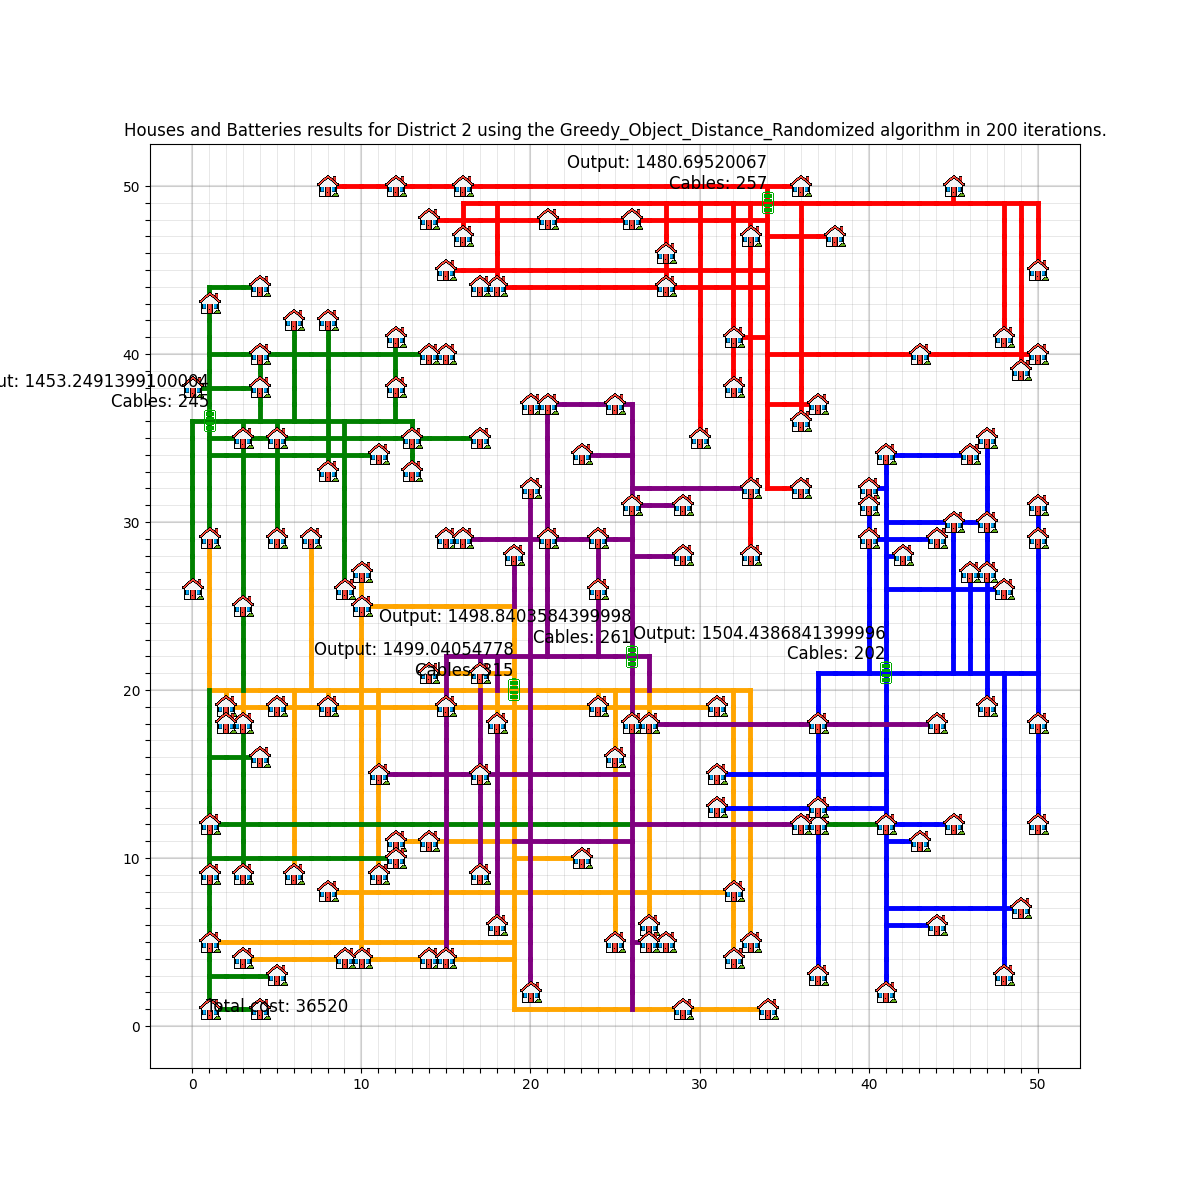 Houses and Batteries results for District 2 using the Greedy_Object_Distance_Randomized algorithm in 200 iterations.
Output: 1480.69520067
Cables: 257
ut: 1453.2491399100004
Cables: 245
Output: 1498.8403584399998
Cables: 261
Output: 1504.4386841399996
Cables: 202
Output: 1499.04054778
Cables: 315
Total cost: 36520
50
40
30
20
10
0
0 10 20 30 40 50